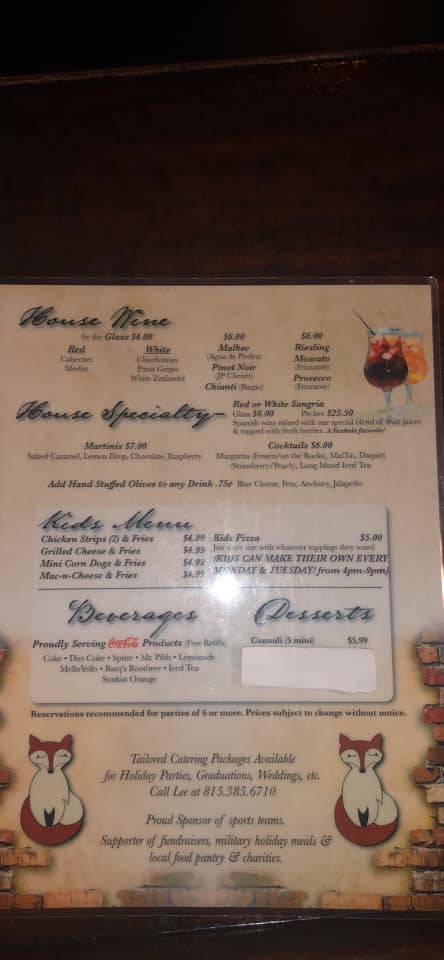 House Wine
by the Glass $4.00
Red
Cabernet
Merlot
White
Chardonnay
Pinot Grigio
White Zinfandel
$6.00
Malbec
(Agua de Piedra)
Pinot Noir
(JP Chenet)
Chianti (Biagio)
$6.00
Riesling
Moscato
(Frizzante)
Prosecco
(Frizzante)
House Specialty~
Red or White Sangria
Glass $6.00 Pitcher $25.50
Spanish wine mixed with our special blend of fruit juices
& topped with fresh berries. A Foxhole favorite!
Martinis $7.00
Salted Caramel, Lemon Drop, Chocolate, Raspberry
Cocktails $6.00
Margarita (Frozen/on the Rocks), MaiTai, Daquiri
(Strawberry/Peach), Long Island Iced Tea
Add Hand Stuffed Olives to any Drink .75¢ Blue Cheese, Feta, Anchovy, Jalapeño
Kids Menu
Chicken Strips (2) & Fries $4.99
Grilled Cheese & Fries $4.99
Mini Corn Dogs & Fries $4.99
Mac-n-Cheese & Fries $4.99
Kids Pizza $5.00
Just their size with whatever toppings they want!
(KIDS CAN MAKE THEIR OWN EVERY
MONDAY & TUESDAY! from 4pm-9pm)
Beverages
Proudly Serving Coca-Cola Products (Free Refills)
Coke • Diet Coke • Sprite • Mr. Pibb • Lemonade
MelloYello • Barq's Rootbeer • Iced Tea
Sunkist Orange
Desserts
Cannoli (5 mini) $5.99
Reservations recommended for parties of 6 or more. Prices subject to change without notice.
Tailored Catering Packages Available
for Holiday Parties, Graduations, Weddings, etc.
Call Lee at 815.385.6710
Proud Sponsor of sports teams.
Supporter of fundraisers, military holiday meals &
local food pantry & charities.